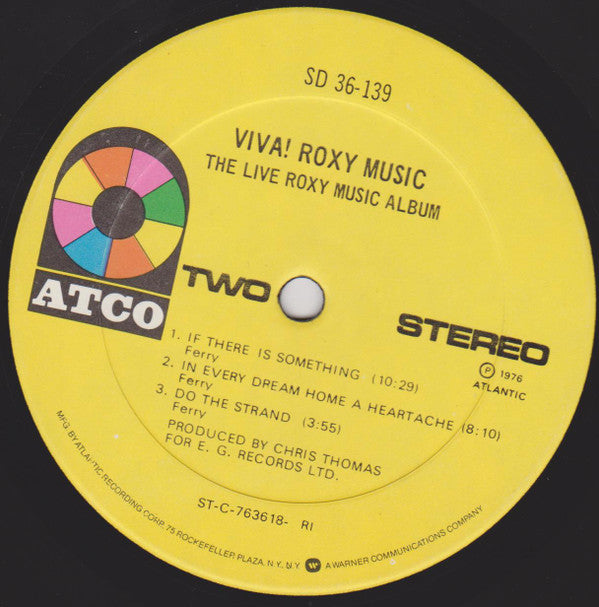 SD 36-139
VIVA! ROXY MUSIC
THE LIVE ROXY MUSIC ALBUM
ATCO
TWO
STEREO
1. IF THERE IS SOMETHING (10:29)
Ferry
2. IN EVERY DREAM HOME A HEARTACHE (8:10)
Ferry
3. DO THE STRAND (3:55)
Ferry
PRODUCED BY CHRIS THOMAS
FOR E. G. RECORDS LTD.
℗ 1976
ATLANTIC
ST-C-763618- RI
MFG. BY ATLANTIC RECORDING CORP. 75 ROCKEFELLER PLAZA, N.Y. N.Y. A WARNER COMMUNICATIONS COMPANY